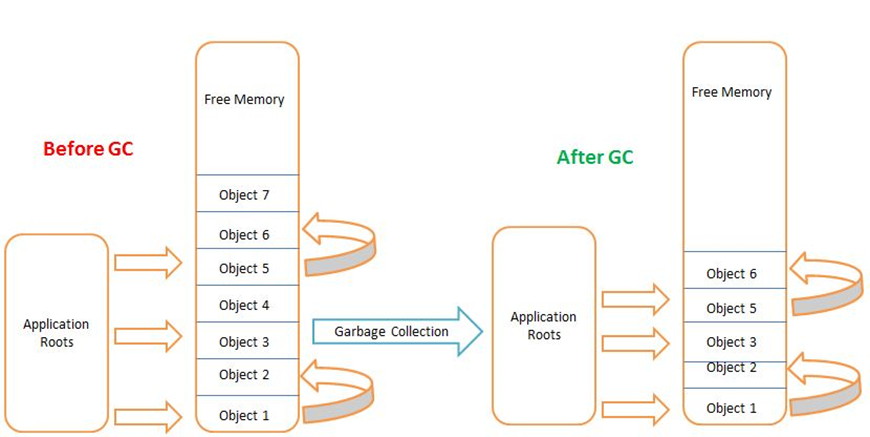 Before GC
Free Memory
Object 7
Object 6
Object 5
Object 4
Object 3
Object 2
Object 1
Application
Roots
Garbage Collection
After GC
Free Memory
Object 6
Object 5
Object 3
Object 2
Object 1
Application
Roots